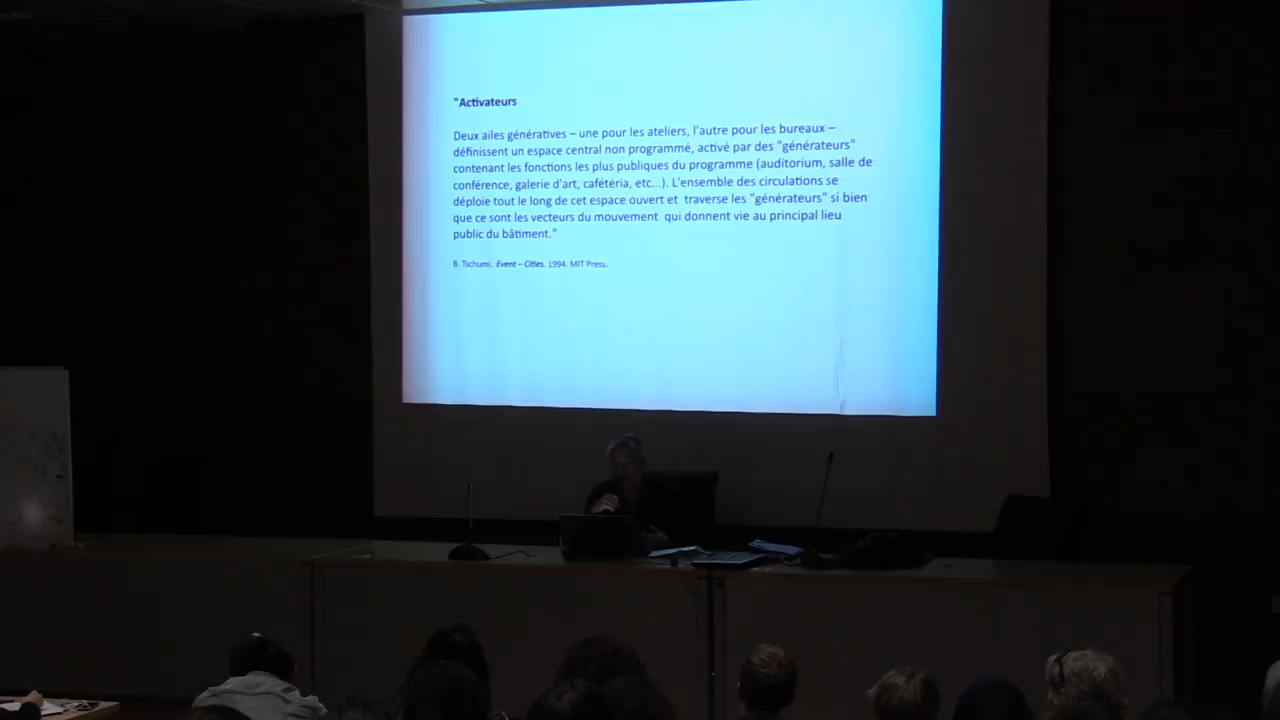 "Activateurs
Deux ailes génératives – une pour les ateliers, l'autre pour les bureaux –
définissent un espace central non programmé, activé par des "générateurs"
contenant les fonctions les plus publiques du programme (auditorium, salle de
conférence, galerie d'art, cafétéria, etc...). L'ensemble des circulations se
déploie tout le long de cet espace ouvert et traverse les "générateurs" si bien
que ce sont les vecteurs du mouvement qui donnent vie au principal lieu
public du bâtiment."
B. Tschumi, Event – Cities. 1994. MIT Press.